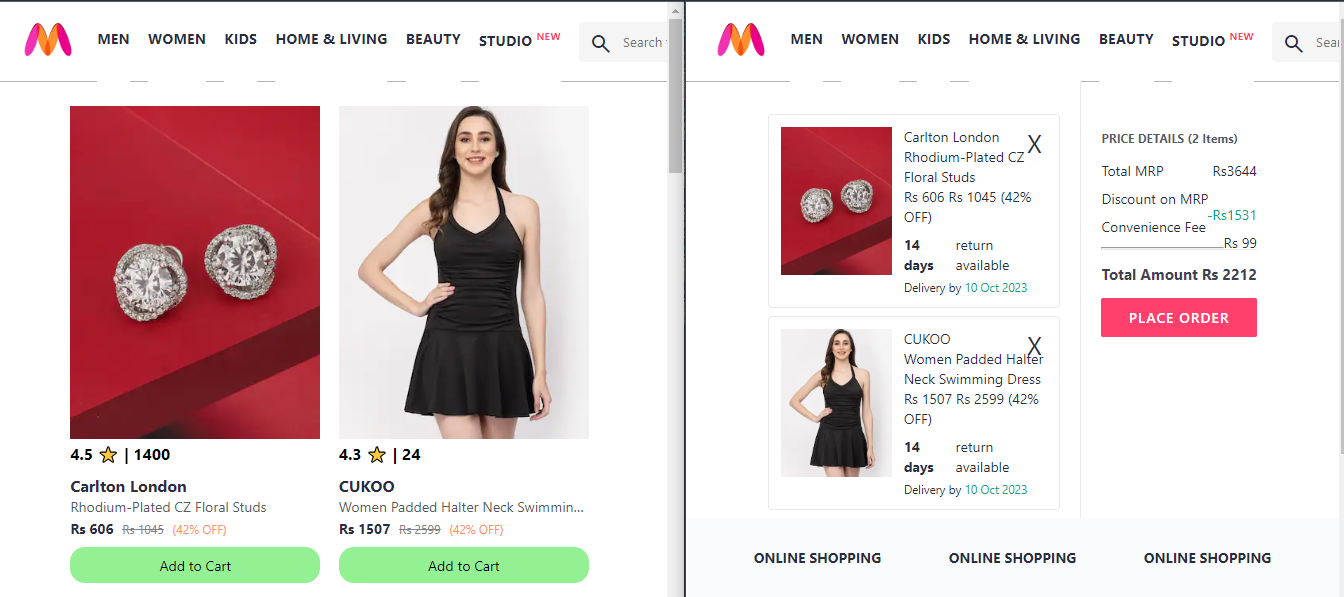 MEN WOMEN KIDS HOME & LIVING BEAUTY STUDIO NEW Search
4.5 ⭐ | 1400
Carlton London
Rhodium-Plated CZ Floral Studs
Rs 606 Rs 1045 (42% OFF)
Add to Cart
4.3 ⭐ | 24
CUKOO
Women Padded Halter Neck Swimmin...
Rs 1507 Rs 2599 (42% OFF)
Add to Cart
MEN WOMEN KIDS HOME & LIVING BEAUTY STUDIO NEW Sear
Carlton London
X
Rhodium-Plated CZ
Floral Studs
Rs 606 Rs 1045 (42%
OFF)
14 return
days available
Delivery by 10 Oct 2023
CUKOO
X
Women Padded Halter
Neck Swimming Dress
Rs 1507 Rs 2599 (42%
OFF)
14 return
days available
Delivery by 10 Oct 2023
PRICE DETAILS (2 Items)
Total MRP Rs3644
Discount on MRP
-Rs1531
Convenience Fee
Rs 99
Total Amount Rs 2212
PLACE ORDER
ONLINE SHOPPING ONLINE SHOPPING ONLINE SHOPPING